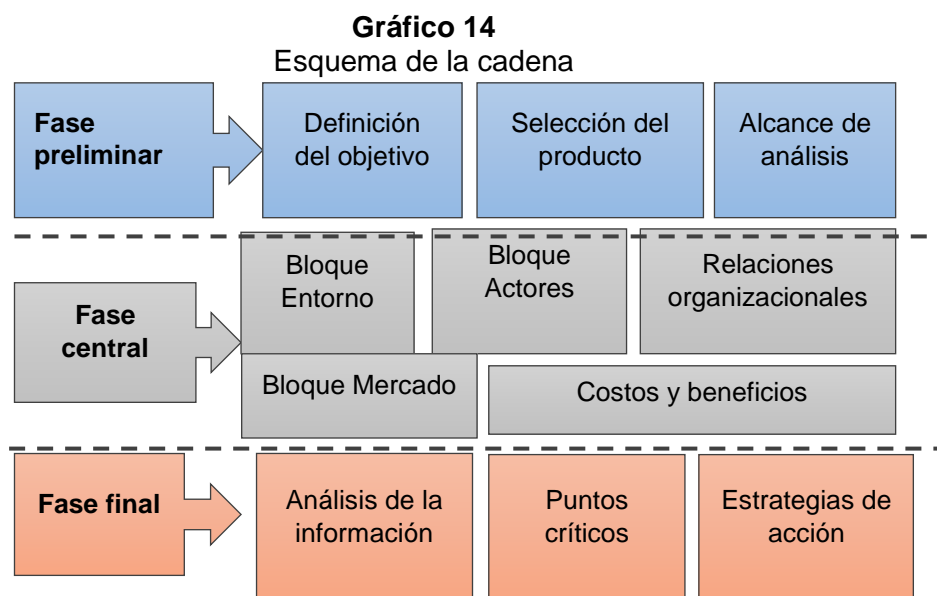 Gráfico 14
Esquema de la cadena
Fase
preliminar
Definición
del objetivo
Selección del
producto
Alcance de
análisis
Fase
central
Bloque
Entorno
Bloque
Actores
Relaciones
organizacionales
Bloque Mercado
Costos y beneficios
Fase final
Análisis de la
información
Puntos
críticos
Estrategias de
acción